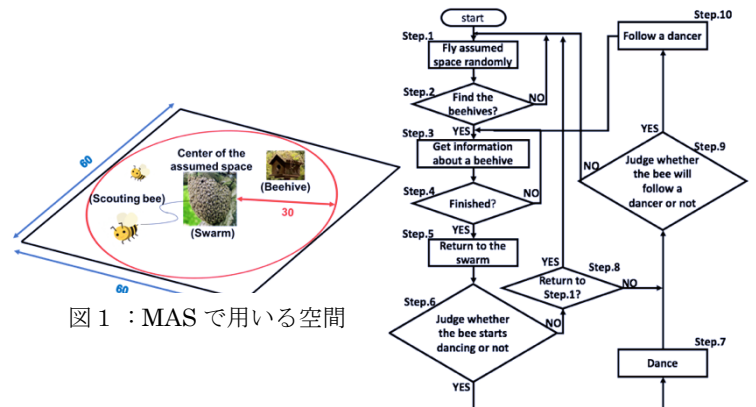 60
Center of the
assumed space
(Beehive)
(Scouting bee)
30
(Swarm)
60
図1：MASで用いる空間
start
Step.1
Fly assumed
space randomly
Step.2
Find the
beehives?
NO
YES
Step.3
Get information
about a beehive
Step.4
Finished?
NO
YES
Step.5
Return to the
swarm
Step.6
Judge whether
the bee starts
dancing or not
NO
YES
YES
Step.8
Return to
Step.1?
NO
Step.10
Follow a dancer
YES
Step.9
NO
Judge whether
the bee will
follow a
dancer or not
Step.7
Dance